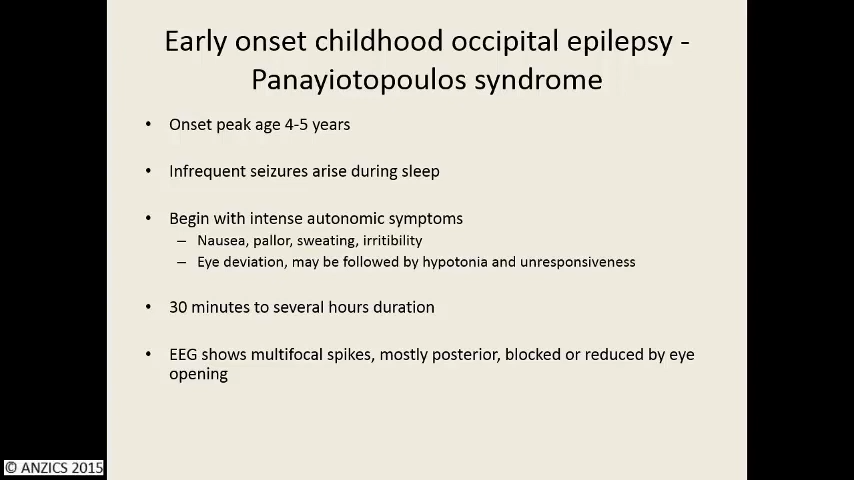 Early onset childhood occipital epilepsy -
Panayiotopoulos syndrome
• Onset peak age 4-5 years
• Infrequent seizures arise during sleep
• Begin with intense autonomic symptoms
– Nausea, pallor, sweating, irritibility
– Eye deviation, may be followed by hypotonia and unresponsiveness
• 30 minutes to several hours duration
• EEG shows multifocal spikes, mostly posterior, blocked or reduced by eye
opening
© ANZICS 2015